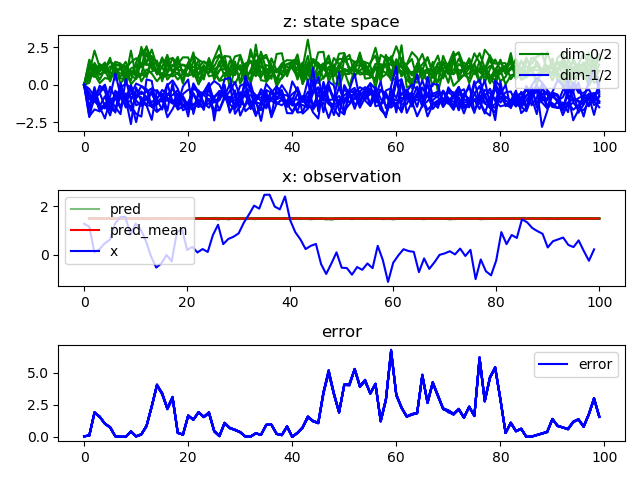 z: state space
2.5
0.0
−2.5
dim-0/2
dim-1/2
0 20 40 60 80 100
x: observation
2
0
pred
pred_mean
x
0 20 40 60 80 100
error
5.0
2.5
0.0
error
0 20 40 60 80 100